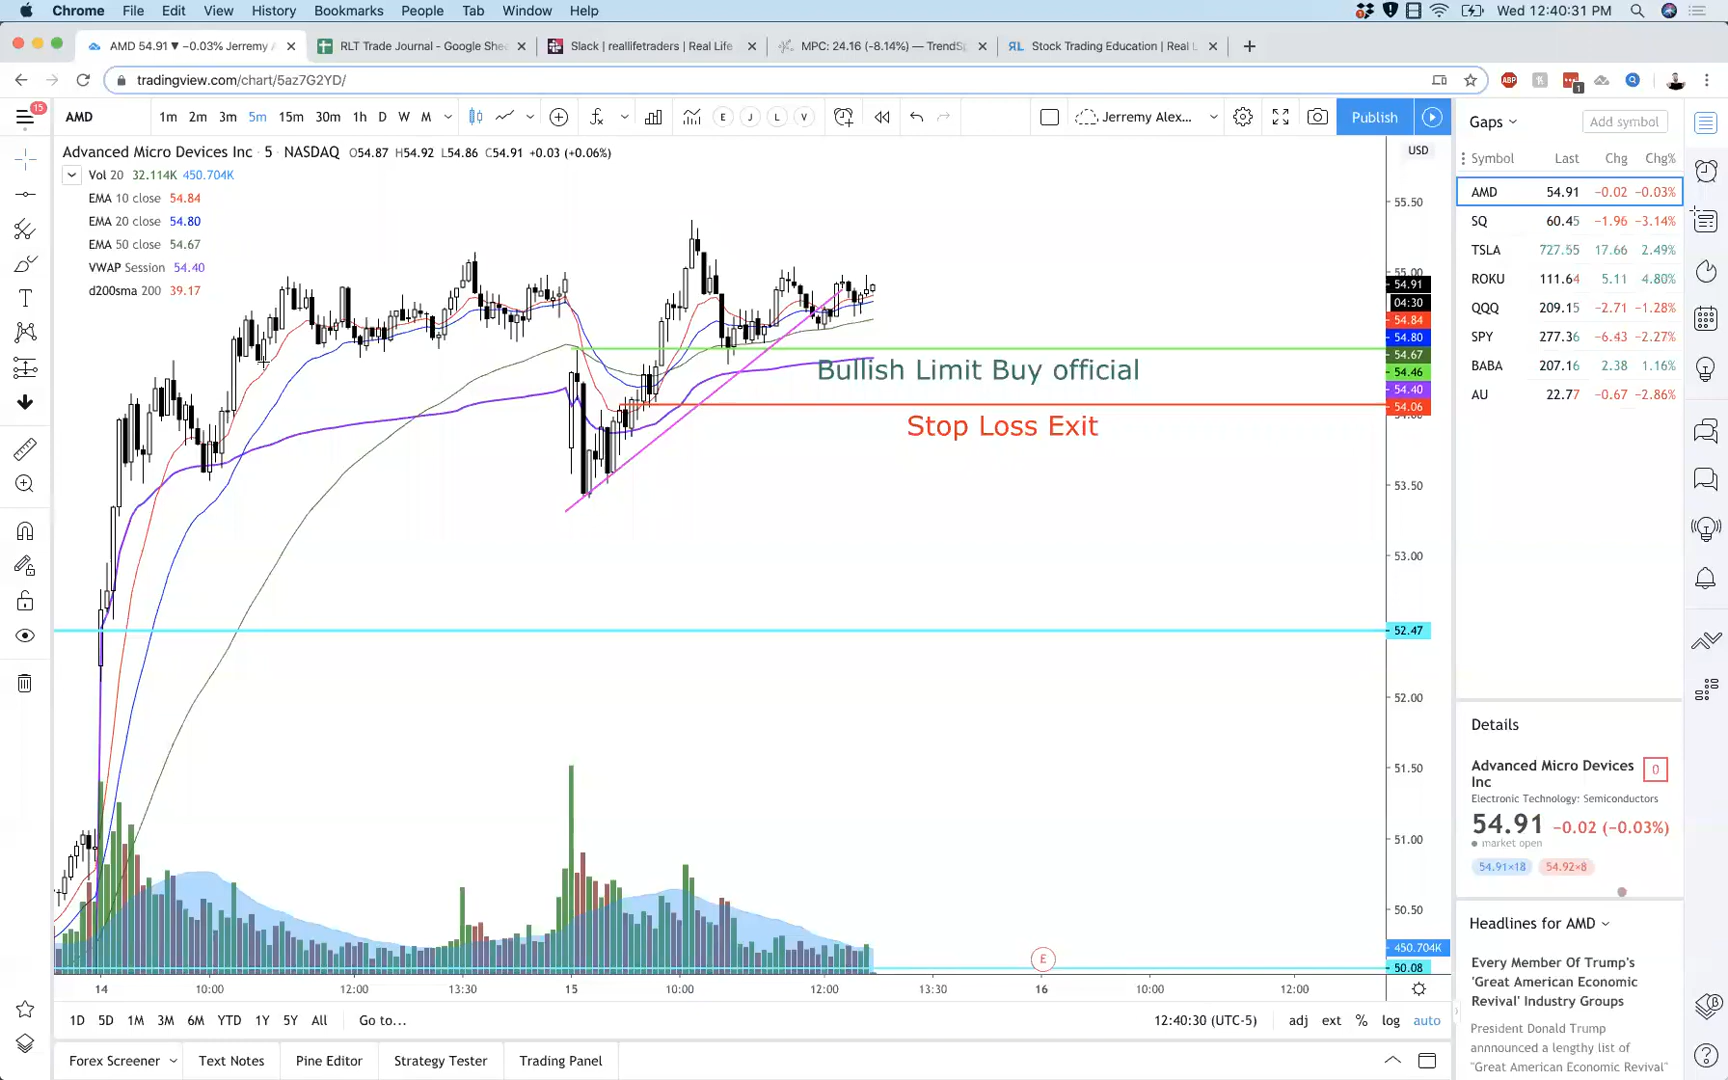 Chrome File Edit View History Bookmarks People Tab Window Help Wed 12:40:31 PM
AMD 54.91 ▼ −0.03% Jerremy A RLT Trade Journal - Google She Slack | reallifetraders | Real Life MPC: 24.16 (-8.14%) — TrendS RL Stock Trading Education | Real L
tradingview.com/chart/5az7G2YD/ ABP 1
15 AMD 1m 2m 3m 5m 15m 30m 1h D W M E J L V Jerremy Alex... Publish
Gaps Add symbol
Advanced Micro Devices Inc · 5 · NASDAQ O54.87 H54.92 L54.86 C54.91 +0.03 (+0.06%) USD
Vol 20 32.114K 450.704K
EMA 10 close 54.84
EMA 20 close 54.80
EMA 50 close 54.67
VWAP Session 54.40
d200sma 200 39.17
Bullish Limit Buy official
Stop Loss Exit
55.50
55.00
54.91
04:30
54.84
54.80
54.67
54.46
54.40
54.06
54.00
53.50
53.00
52.47
52.00
51.50
51.00
50.50
450.704K
50.08
E
14 10:00 12:00 13:30 15 10:00 12:00 13:30 16 10:00 12:00
1D 5D 1M 3M 6M YTD 1Y 5Y All Go to... 12:40:30 (UTC-5) adj ext % log auto
Forex Screener Text Notes Pine Editor Strategy Tester Trading Panel
Symbol Last Chg Chg%
AMD 54.91 −0.02 −0.03%
SQ 60.45 −1.96 −3.14%
TSLA 727.55 17.66 2.49%
ROKU 111.64 5.11 4.80%
QQQ 209.15 −2.71 −1.28%
SPY 277.36 −6.43 −2.27%
BABA 207.16 2.38 1.16%
AU 22.77 −0.67 −2.86%
Details
Advanced Micro Devices
Inc
0
Electronic Technology: Semiconductors
54.91 −0.02 (−0.03%)
market open
54.91×18 54.92×8
Headlines for AMD
Every Member Of Trump's
'Great American Economic
Revival' Industry Groups
President Donald Trump
announced a lengthy list of
"Great American Economic Revival"